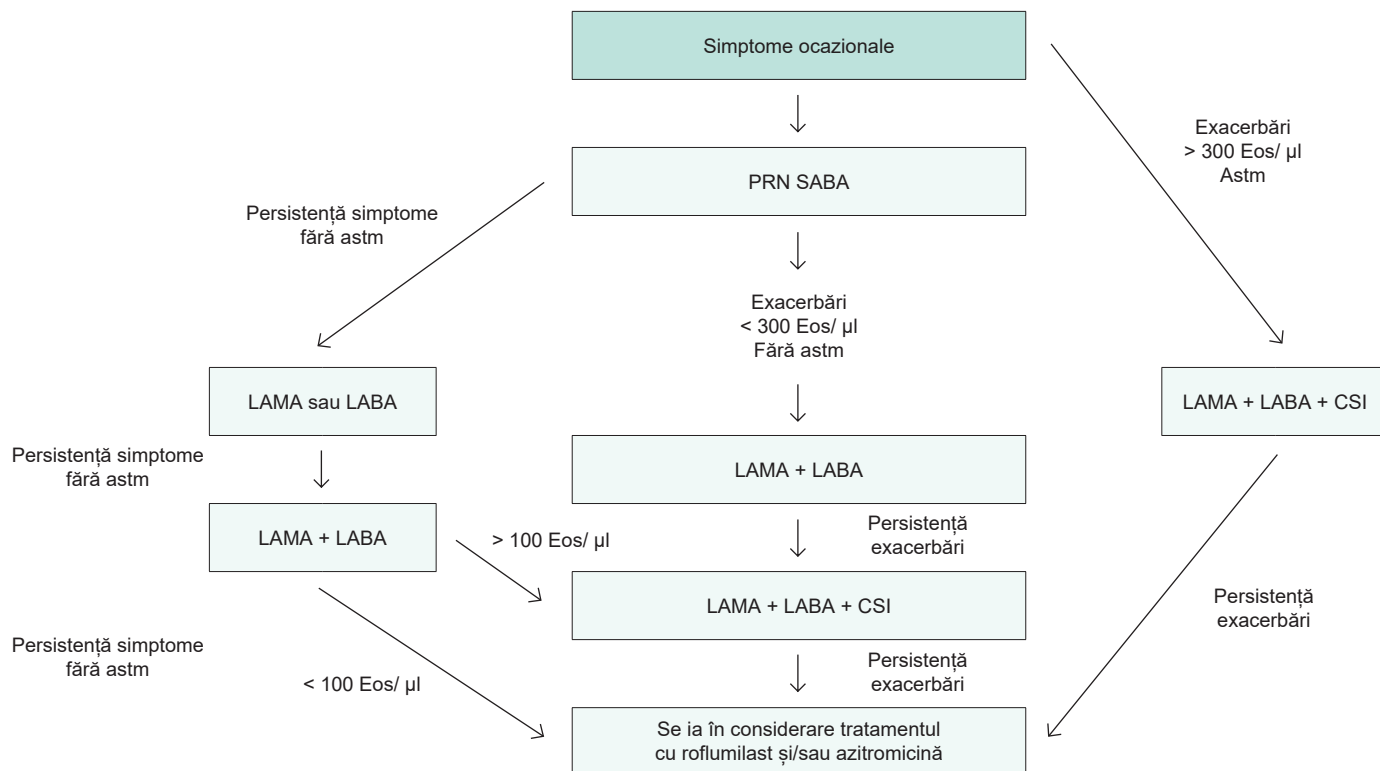 Simptome ocazionale
Exacerbări
> 300 Eos/ µl
Astm
PRN SABA
Persistență simptome
fără astm
Exacerbări
< 300 Eos/ µl
Fără astm
LAMA sau LABA
LAMA + LABA + CSI
Persistență simptome
fără astm
LAMA + LABA
LAMA + LABA
> 100 Eos/ µl
Persistență
exacerbări
LAMA + LABA + CSI
Persistență
exacerbări
Persistență simptome
fără astm
< 100 Eos/ µl
Persistență
exacerbări
Se ia în considerare tratamentul
cu roflumilast și/sau azitromicină